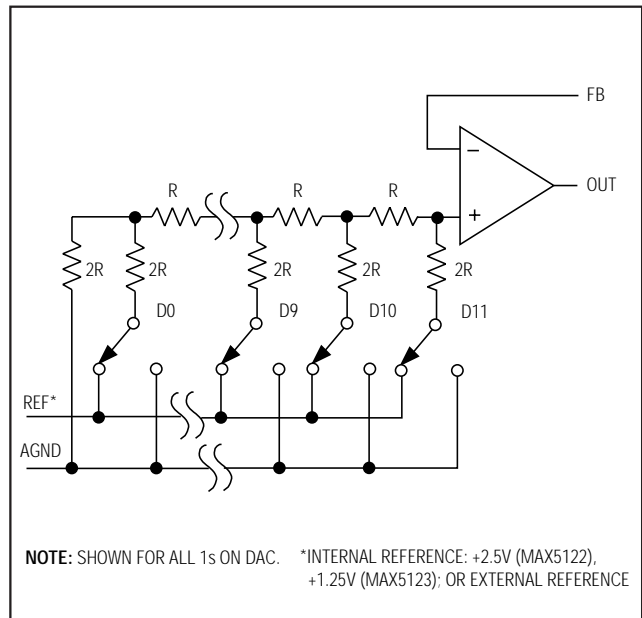 FB
−
OUT
R R R
+
2R 2R 2R 2R 2R
D0 D9 D10 D11
REF*
AGND
NOTE: SHOWN FOR ALL 1s ON DAC. *INTERNAL REFERENCE: +2.5V (MAX5122),
+1.25V (MAX5123); OR EXTERNAL REFERENCE